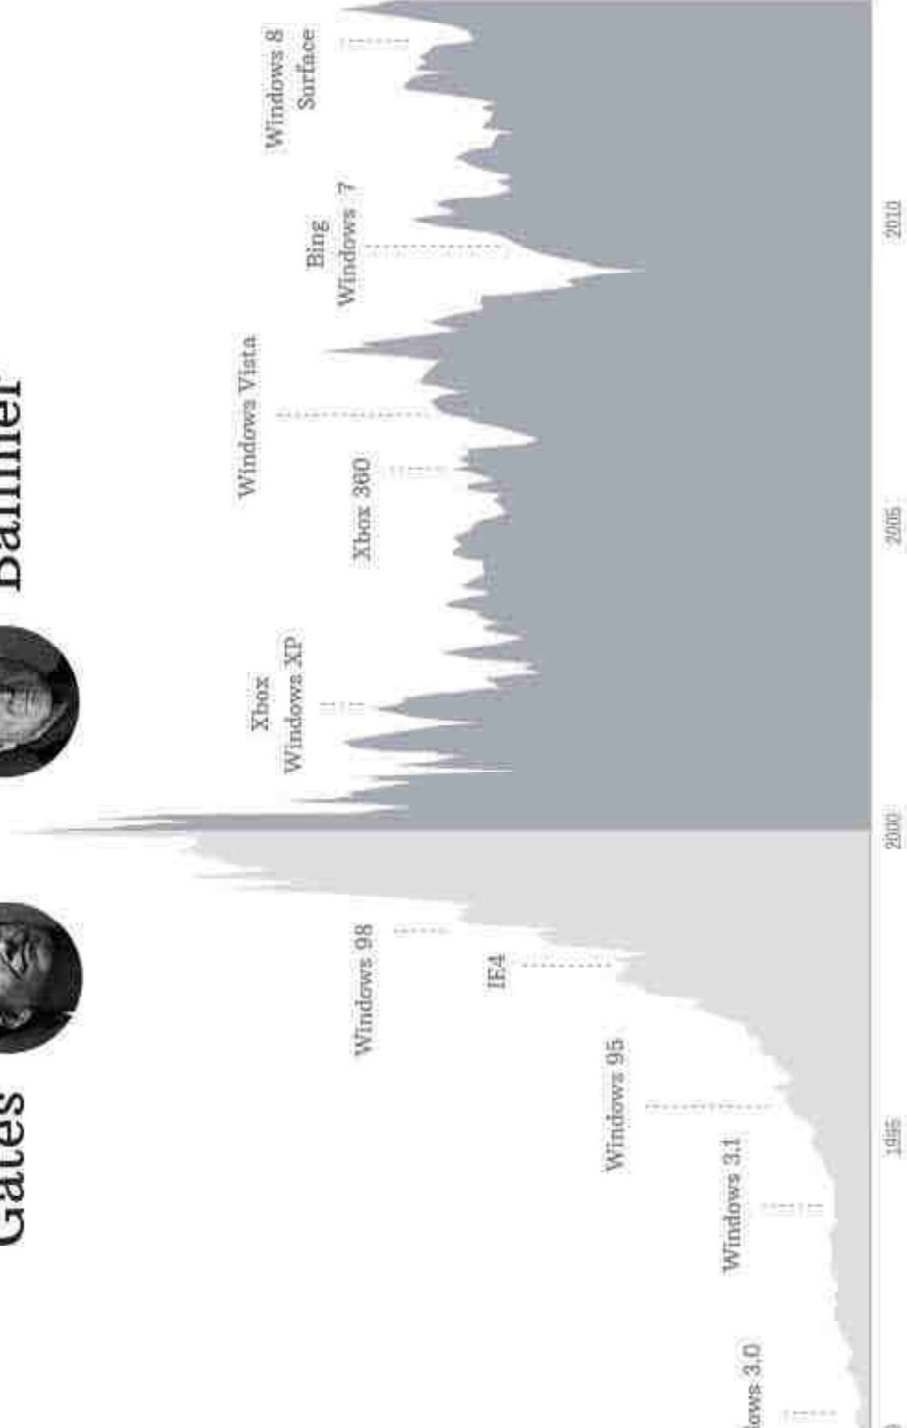 Gates
Ballmer
Windows 3.1
Windows 95
IE4
Windows 98
Xbox
Windows XP
Xbox 360
Windows Vista
Bing
Windows 7
Windows 8
Surface
1995
2000
2005
2010